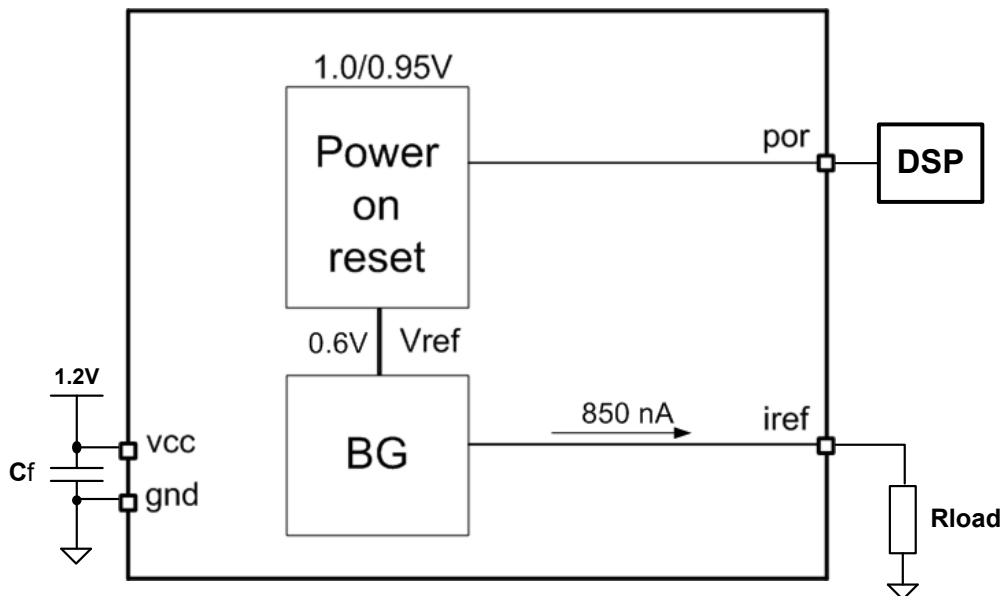 1.0/0.95V
Power
on
reset
por
DSP
0.6V
Vref
1.2V
vcc
Cf
gnd
BG
850 nA
iref
Rload